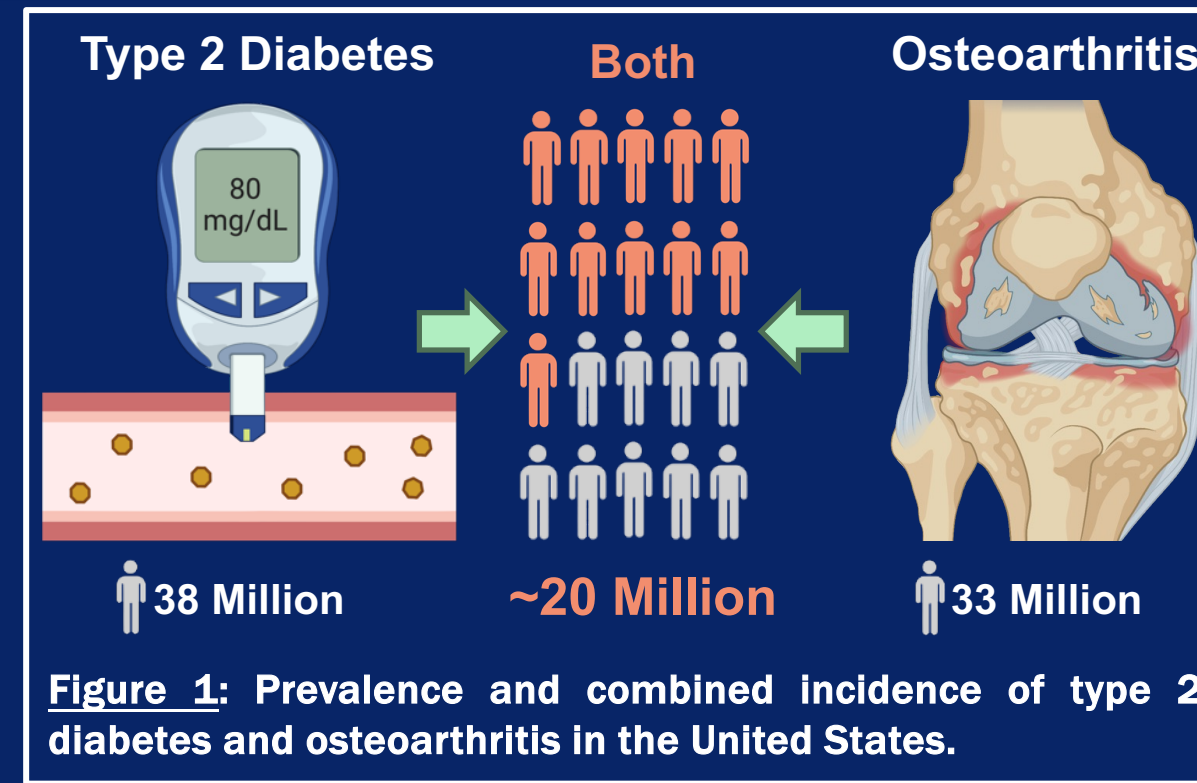 Type 2 Diabetes
Both
Osteoarthritis
80
mg/dL
38 Million
~20 Million
33 Million
Figure 1: Prevalence and combined incidence of type 2
diabetes and osteoarthritis in the United States.